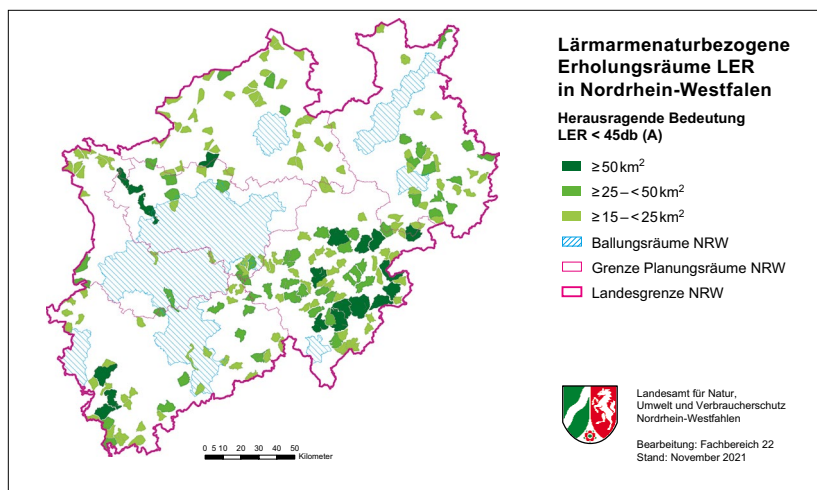 Lärmarmenaturbezogene
Erholungsräume LER
in Nordrhein-Westfalen
Herausragende Bedeutung
LER < 45db (A)
≥ 50 km²
≥ 25 – < 50 km²
≥ 15 – < 25 km²
Ballungsräume NRW
Grenze Planungsräume NRW
Landesgrenze NRW
0 5 10 20 30 40 50
Kilometer
Landesamt für Natur,
Umwelt und Verbraucherschutz
Nordrhein-Westfahlen
Bearbeitung: Fachbereich 22
Stand: November 2021